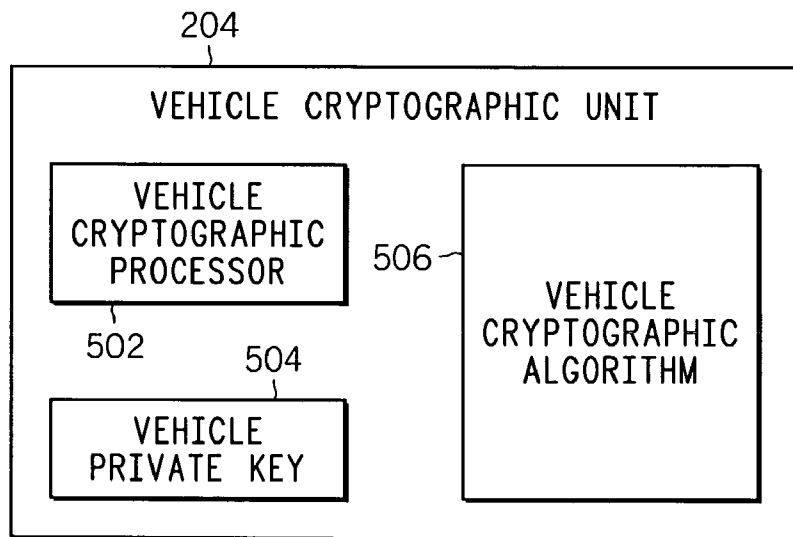 204
VEHICLE CRYPTOGRAPHIC UNIT
VEHICLE
CRYPTOGRAPHIC
PROCESSOR
502
504
VEHICLE
PRIVATE KEY
506
VEHICLE
CRYPTOGRAPHIC
ALGORITHM